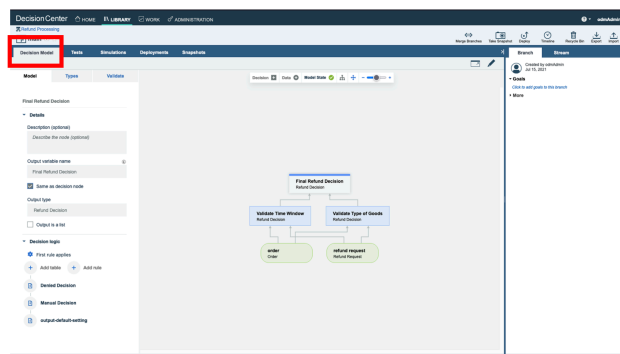 Decision Center HOME LIBRARY WORK ADMINISTRATION odmAdmin
Refund Processing
main
Merge Branches Take Snapshot Deploy Timeline Recycle Bin Export Import
Decision Model Tests Simulations Deployments Snapshots Branch Stream
Model Types Validate
Decision Data Model State
Created by odmAdmin
Jul 15, 2021
Goals
Click to add goals to this branch
More
Final Refund Decision
Details
Description (optional)
Describe the node (optional)
Output variable name
Final Refund Decision
Same as decision node
Output type
Refund Decision
Output is a list
Decision logic
First rule applies
Add table Add rule
Denied Decision
Manual Decision
output-default-setting
Final Refund Decision
Refund Decision
Validate Time Window
Refund Decision
Validate Type of Goods
Refund Decision
order
Order
refund request
Refund Request